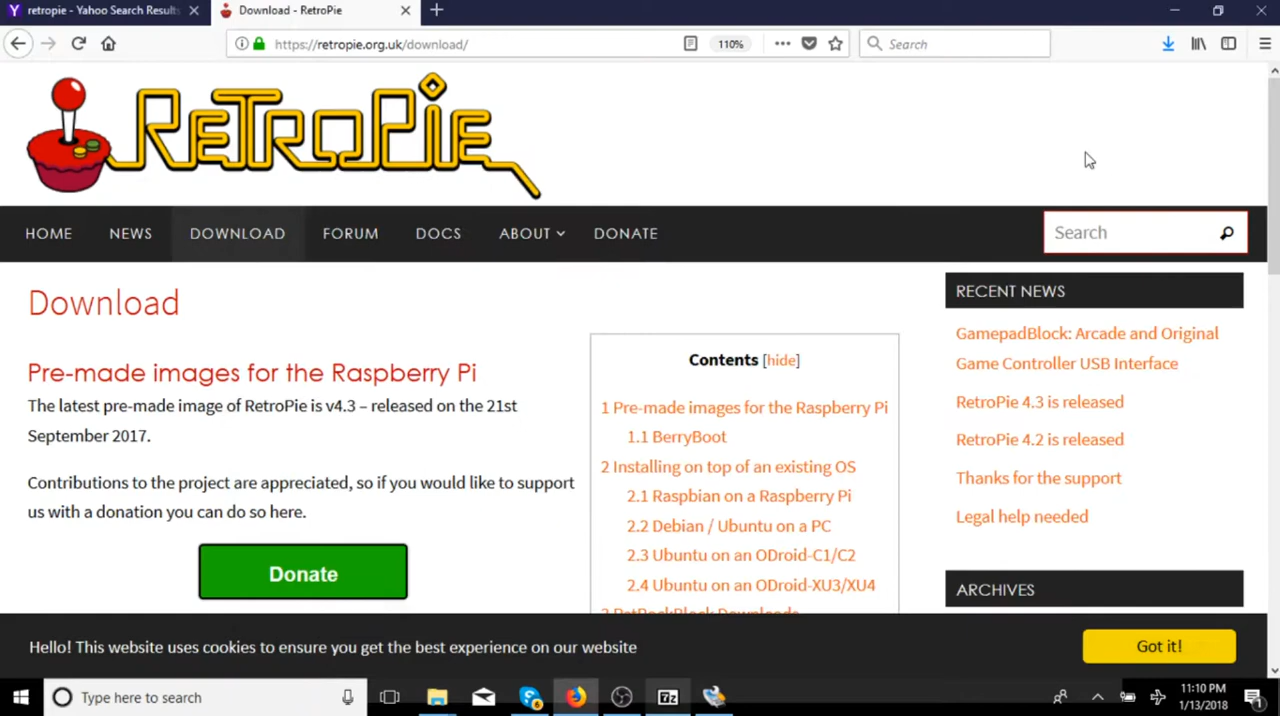 retropie - Yahoo Search Results
Download - RetroPie
https://retropie.org.uk/download/
110%
Search
RETROPIE
HOME
NEWS
DOWNLOAD
FORUM
DOCS
ABOUT
DONATE
Search
Download
Pre-made images for the Raspberry Pi
The latest pre-made image of RetroPie is v4.3 – released on the 21st
September 2017.
Contributions to the project are appreciated, so if you would like to support
us with a donation you can do so here.
Donate
Contents [hide]
1 Pre-made images for the Raspberry Pi
1.1 BerryBoot
2 Installing on top of an existing OS
2.1 Raspbian on a Raspberry Pi
2.2 Debian / Ubuntu on a PC
2.3 Ubuntu on an ODroid-C1/C2
2.4 Ubuntu on an ODroid-XU3/XU4
3 PetRockBlock Downloads
RECENT NEWS
GamepadBlock: Arcade and Original
Game Controller USB Interface
RetroPie 4.3 is released
RetroPie 4.2 is released
Thanks for the support
Legal help needed
ARCHIVES
Hello! This website uses cookies to ensure you get the best experience on our website
Got it!
Type here to search
6
7z
11:10 PM
1/13/2018
1